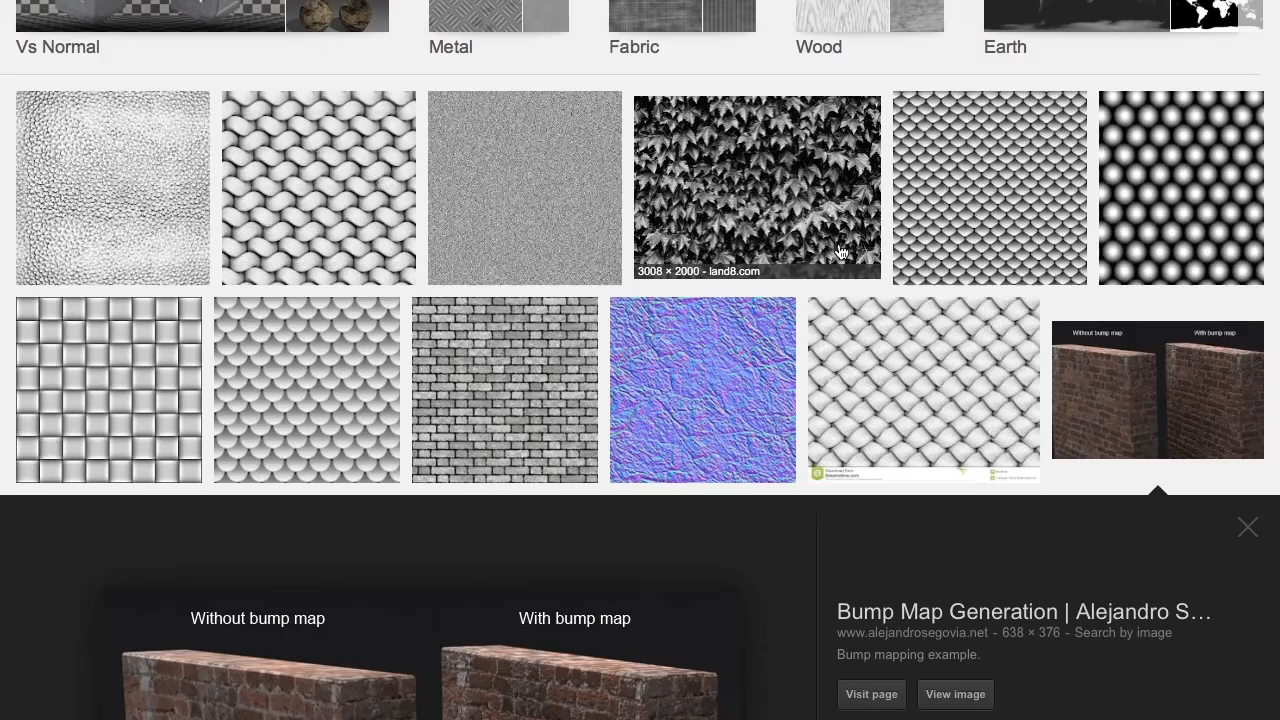 Vs Normal
Metal
Fabric
Wood
Earth
3008 × 2000 - land8.com
Without bump map
With bump map
Without bump map
With bump map
Bump Map Generation | Alejandro S...
www.alejandrosegovia.net - 638 × 376 - Search by image
Bump mapping example.
Visit page
View image